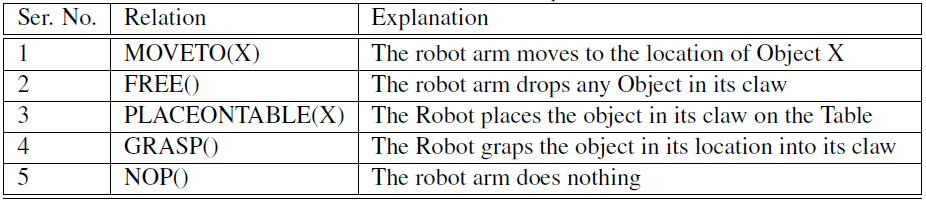 Ser. No. Relation Explanation
1 MOVETO(X) The robot arm moves to the location of Object X
2 FREE() The robot arm drops any Object in its claw
3 PLACEONTABLE(X) The Robot places the object in its claw on the Table
4 GRASP() The Robot graps the object in its location into its claw
5 NOP() The robot arm does nothing